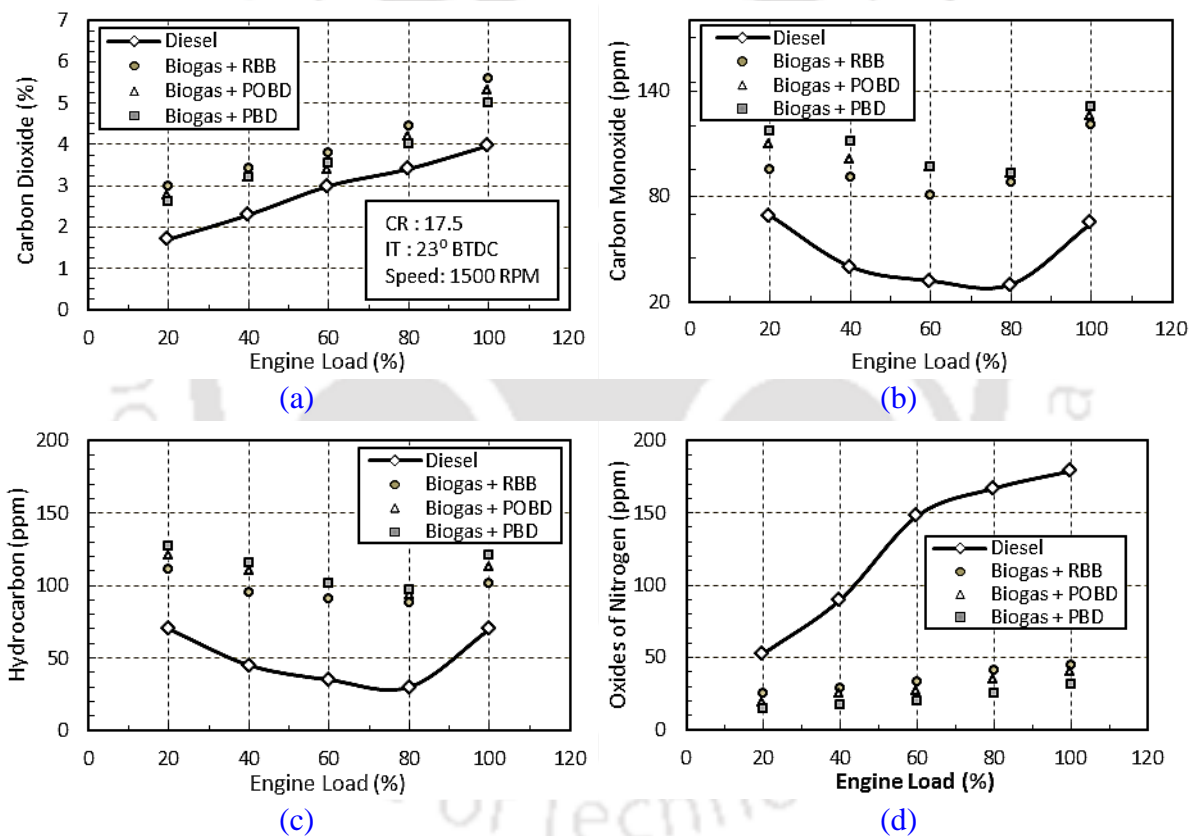 7
6
5
4
3
2
1
0
Carbon Dioxide (%)
Diesel
Biogas + RBB
Biogas + POBD
Biogas + PBD
CR : 17.5
IT : 23⁰ BTDC
Speed: 1500 RPM
0 20 40 60 80 100 120
Engine Load (%)
(a)
140
80
20
Carbon Monoxide (ppm)
Diesel
Biogas + RBB
Biogas + POBD
Biogas + PBD
0 20 40 60 80 100 120
Engine Load (%)
(b)
200
150
100
50
0
Hydrocarbon (ppm)
Diesel
Biogas + RBB
Biogas + POBD
Biogas + PBD
0 20 40 60 80 100 120
Engine Load (%)
(c)
200
150
100
50
0
Oxides of Nitrogen (ppm)
Diesel
Biogas + RBB
Biogas + POBD
Biogas + PBD
0 20 40 60 80 100 120
Engine Load (%)
(d)